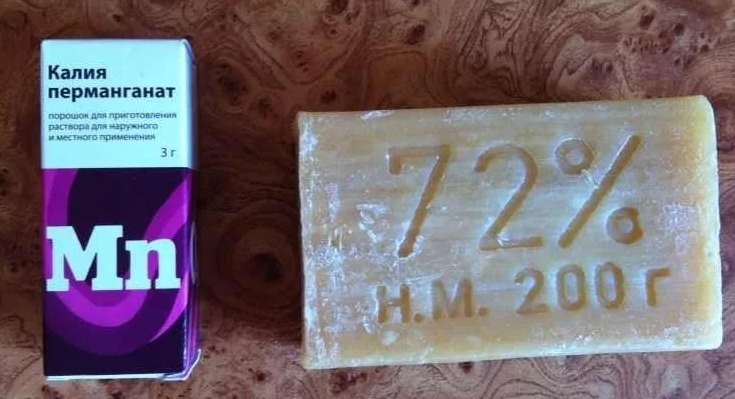 Калия
перманганат
порошок для приготовления
раствора для наружного
и местного применения
3 г
Mn
72%
Н.М. 200 г